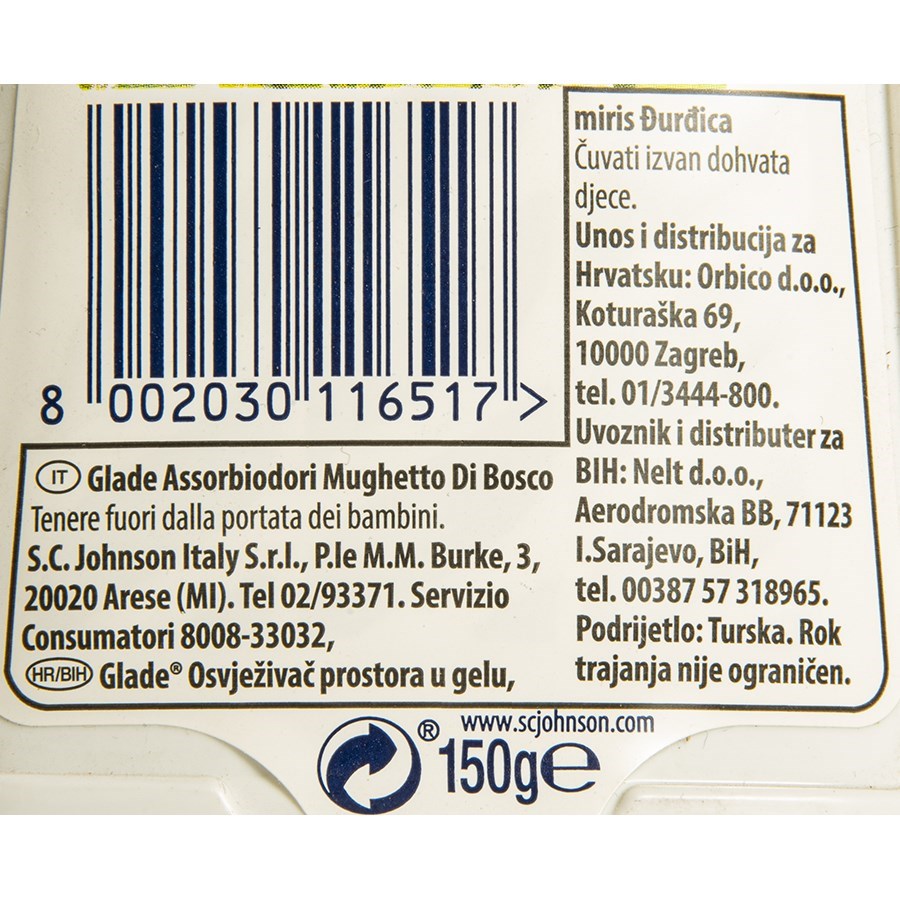 8 002030 116517 >
IT Glade Assorbiodori Mughetto Di Bosco
Tenere fuori dalla portata dei bambini.
S.C. Johnson Italy S.r.l., P.le M.M. Burke, 3,
20020 Arese (MI). Tel 02/93371. Servizio
Consumatori 8008-33032,
HR/BIH Glade® Osvježivač prostora u gelu,
miris Đurđica
Čuvati izvan dohvata
djece.
Unos i distribucija za
Hrvatsku: Orbico d.o.o.,
Koturaška 69,
10000 Zagreb,
tel. 01/3444-800.
Uvoznik i distributer za
BIH: Nelt d.o.o.,
Aerodromska BB, 71123
I.Sarajevo, BiH,
tel. 00387 57 318965.
Podrijetlo: Turska. Rok
trajanja nije ograničen.
® www.scjohnson.com
150g℮